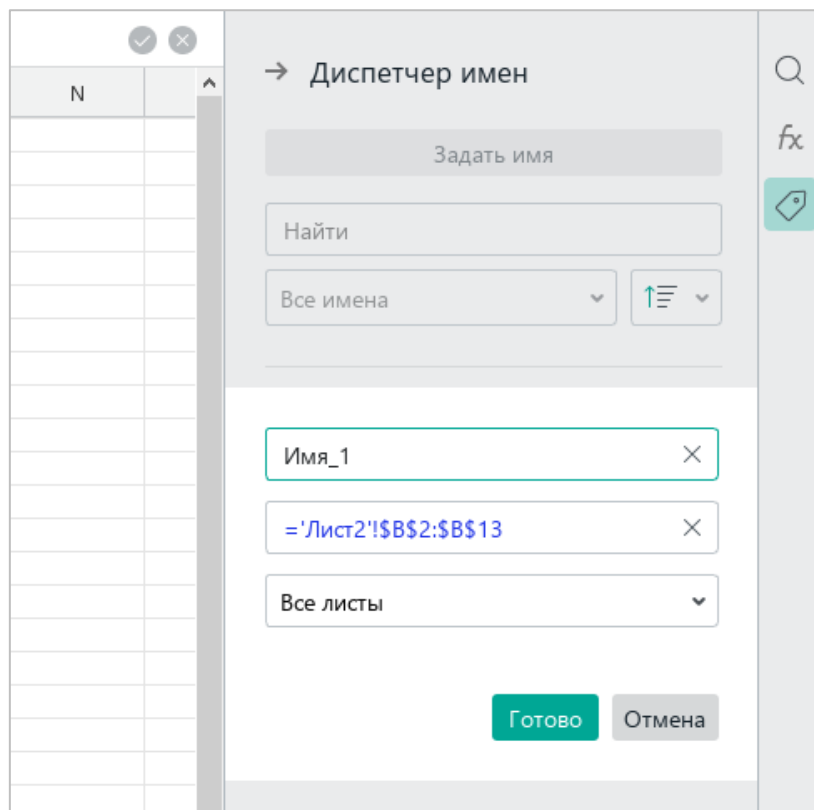 N
Диспетчер имен
fx
Задать имя
Найти
Все имена
Имя_1
='Лист2'!$B$2:$B$13
Все листы
Готово Отмена